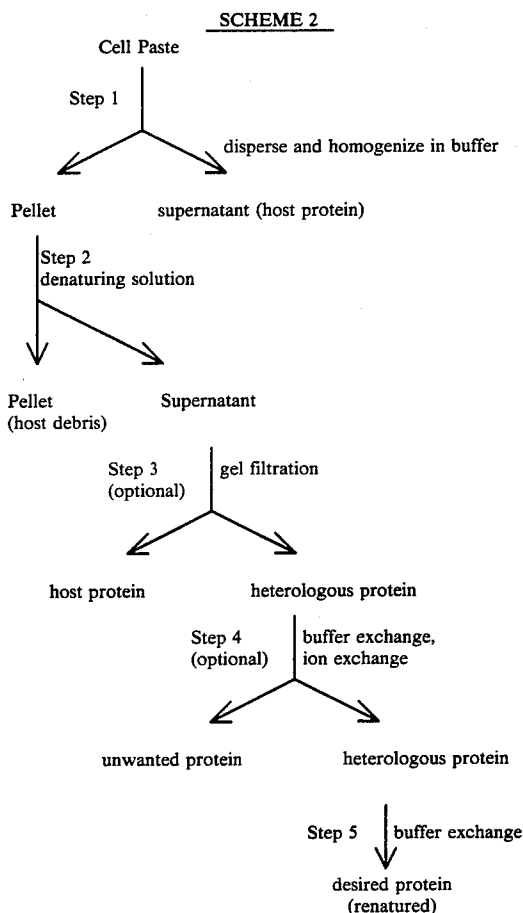 SCHEME 2
Cell Paste
Step 1
disperse and homogenize in buffer
Pellet
supernatant (host protein)
Step 2
denaturing solution
Pellet
(host debris)
Supernatant
Step 3
(optional)
gel filtration
host protein
heterologous protein
Step 4
(optional)
buffer exchange,
ion exchange
unwanted protein
heterologous protein
Step 5
buffer exchange
desired protein
(renatured)